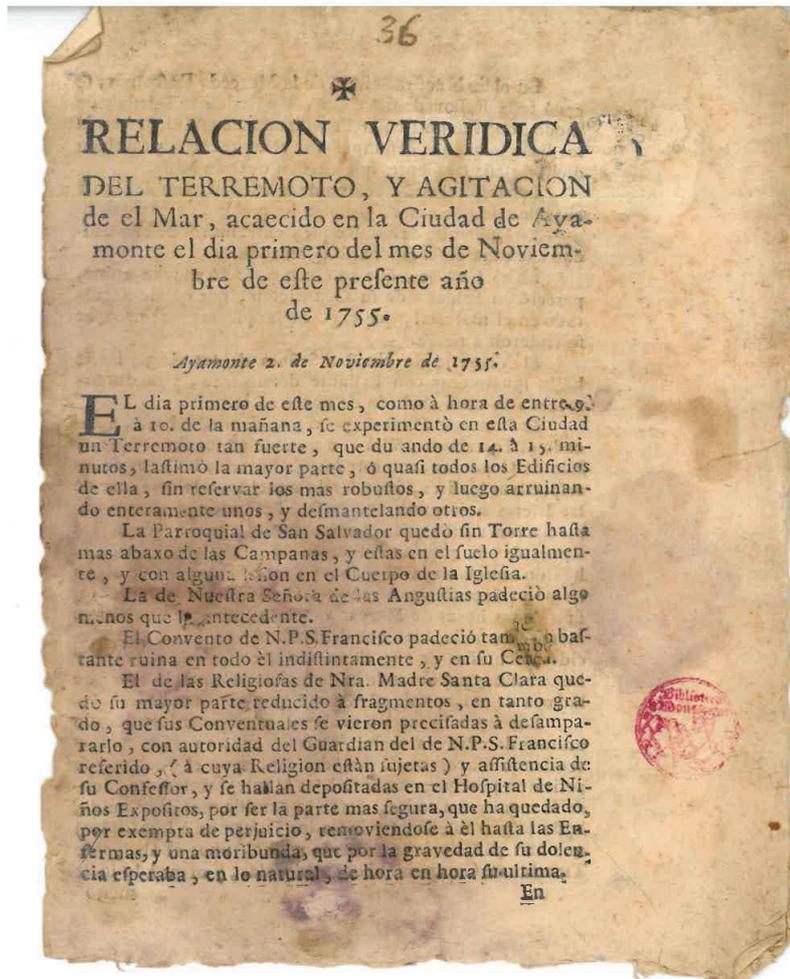 36
✠
RELACION VERIDICA
DEL TERREMOTO, Y AGITACION
de el Mar, acaecido en la Ciudad de Aya-
monte el dia primero del mes de Noviem-
bre de eſte preſente año
de 1755.
Ayamonte 2. de Noviembre de 1755.
EL dia primero de eſte mes, como à hora de entre 9.
à 10. de la mañana, ſe experimentò en eſta Ciudad
un Terremoto tan fuerte, que du ando de 14. à 15. mi-
nutos, laſtimò la mayor parte, ó quaſi todos los Edificios
de ella, ſin reſervar los mas robuſtos, y luego arruinan-
do enteramente unos, y deſmantelando otros.
La Parroquial de San Salvador quedò ſin Torre haſta
mas abaxo de las Campanas, y eſtas en el ſuelo igualmen-
te, y con alguna leſion en el Cuerpo de la Igleſia.
La de Nueſtra Señora de las Anguſtias padeciò algo
menos que la antecedente.
El Convento de N.P.S. Franciſco padeció baſ-
tante ruina en todo èl indiſtintamente, y en ſu Cerca.
El de las Religioſas de Nra. Madre Santa Clara que-
dò ſu mayor parte reducido à fragmentos, en tanto gra-
do, que ſus Conventuales ſe vieron preciſadas à deſampa-
rarlo, con autoridad del Guardian del de N.P.S. Franciſco
referido, (à cuya Religion eſtàn ſujetas) y aſſiſtencia de
ſu Confeſſor, y ſe hallan depoſitadas en el Hoſpital de Ni-
ños Expoſitos, por ſer la parte mas ſegura, que ha quedado,
por exempta de perjuicio, removiendoſe à èl haſta las En-
fermas, y una moribunda, que por la gravedad de ſu dolen-
cia eſperaba, en lo natural, de hora en hora ſu ultima.
En
Biblioteca